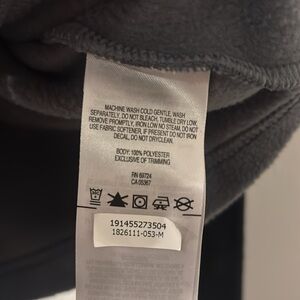 MACHINE WASH COLD GENTLE, WASH
SEPARATELY, DO NOT BLEACH, TUMBLE DRY LOW,
REMOVE PROMPTLY, IRON LOW NO STEAM, DO NOT
USE FABRIC SOFTENER, IF PRESENT DO NOT IRON
DECAL, DO NOT DRYCLEAN.
BODY: 100% POLYESTER
EXCLUSIVE OF TRIMMING
RN 69724
CA 05367
191455273504
1826111-053-M